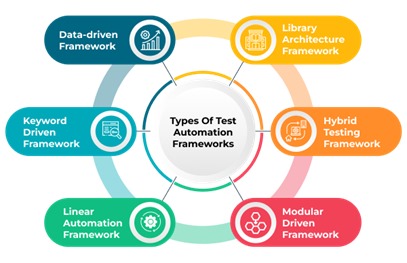 Data-driven
Framework
Library
Architecture
Framework
Keyword
Driven
Framework
Types Of Test
Automation
Frameworks
Hybrid
Testing
Framework
Linear
Automation
Framework
Modular
Driven
Framework